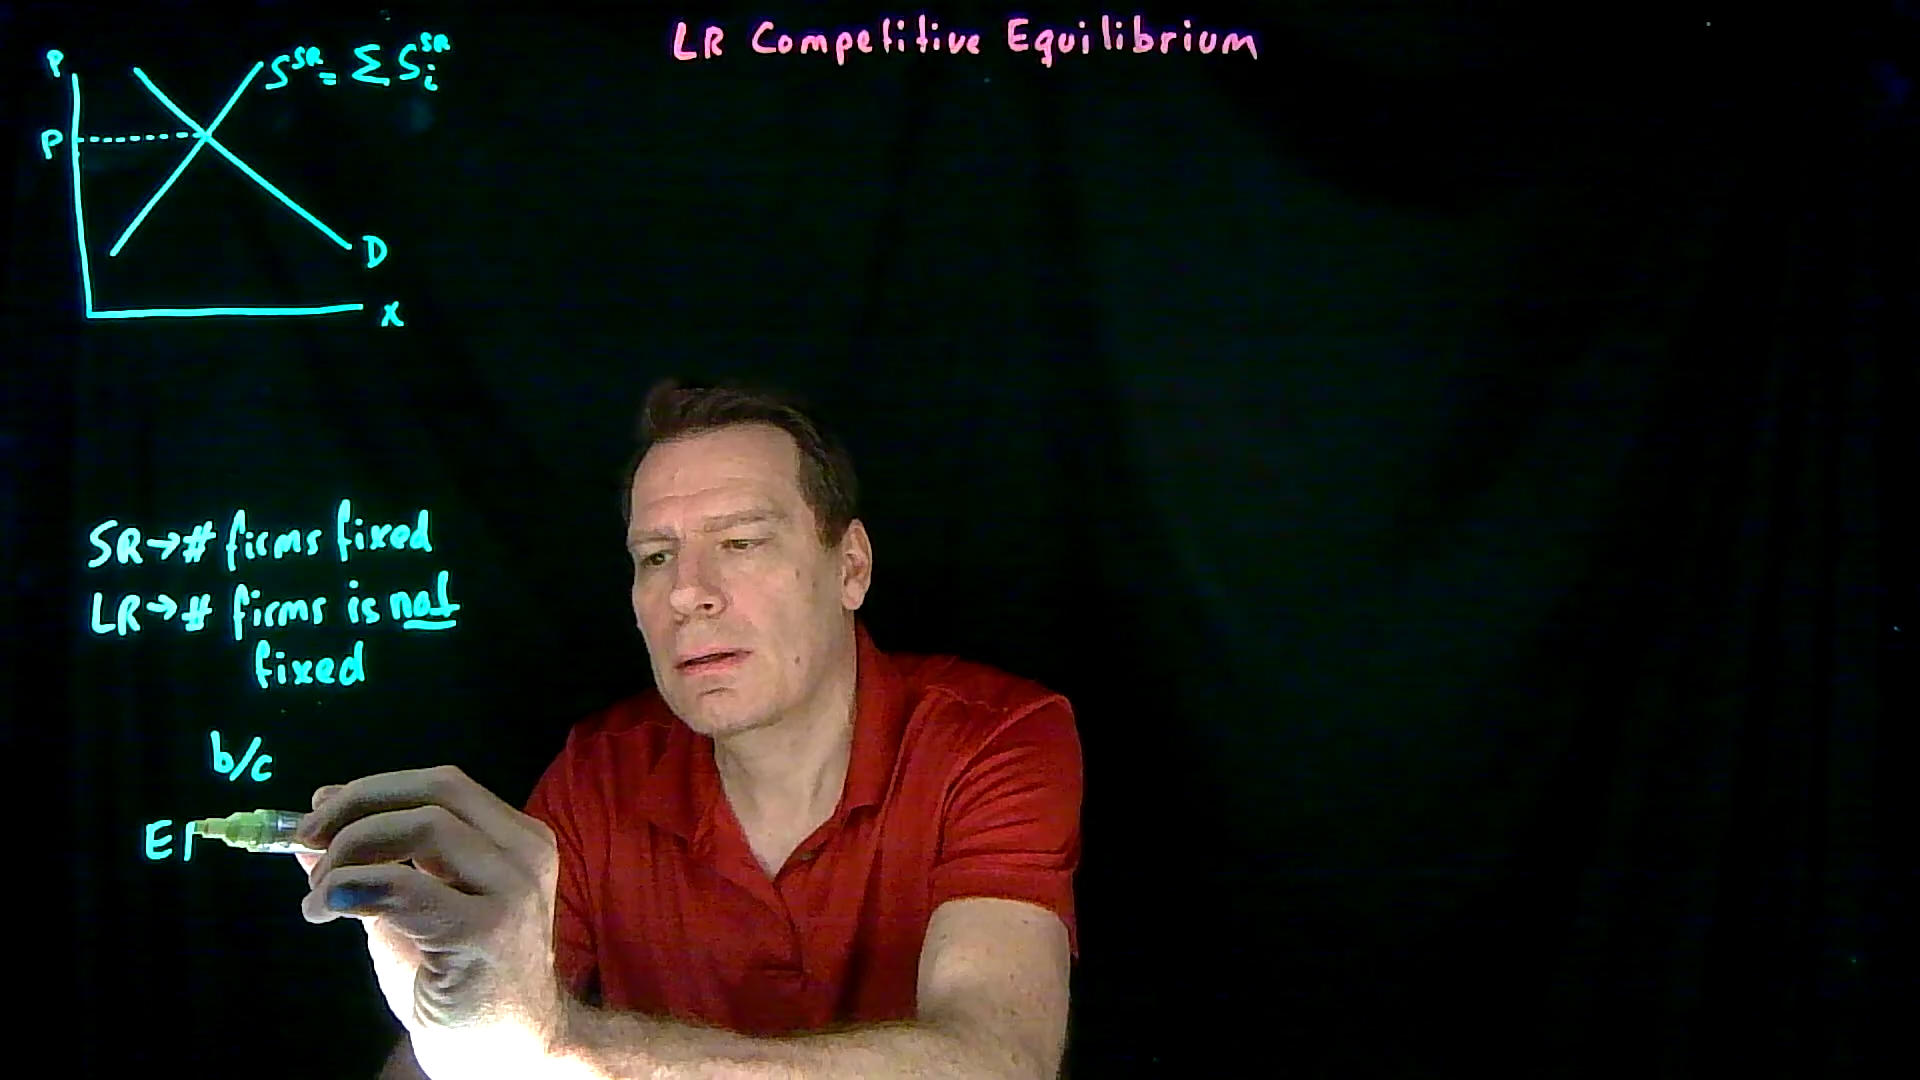 LR Competitive Equilibrium
P
S^SR = Σ S_i^SR
P
D
X
SR → # firms fixed
LR → # firms is not
fixed
b/c
E